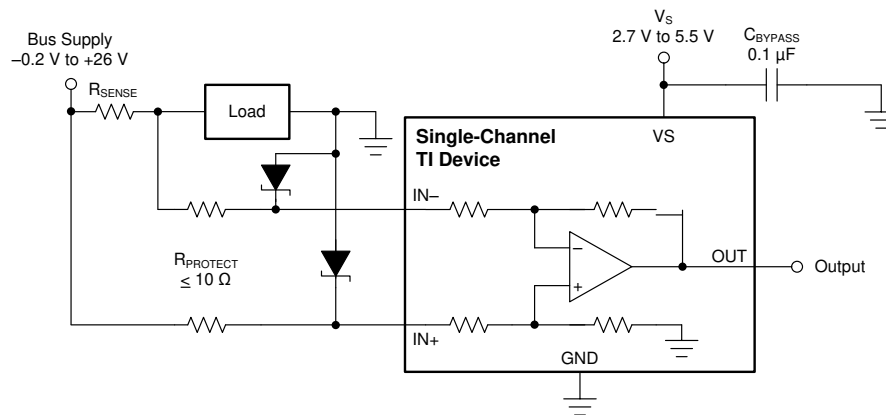 Bus Supply
–0.2 V to +26 V
RSENSE
Load
VS
2.7 V to 5.5 V
CBYPASS
0.1 µF
Single-Channel
TI Device
VS
IN–
RPROTECT
≤ 10 Ω
–
+
OUT
Output
IN+
GND